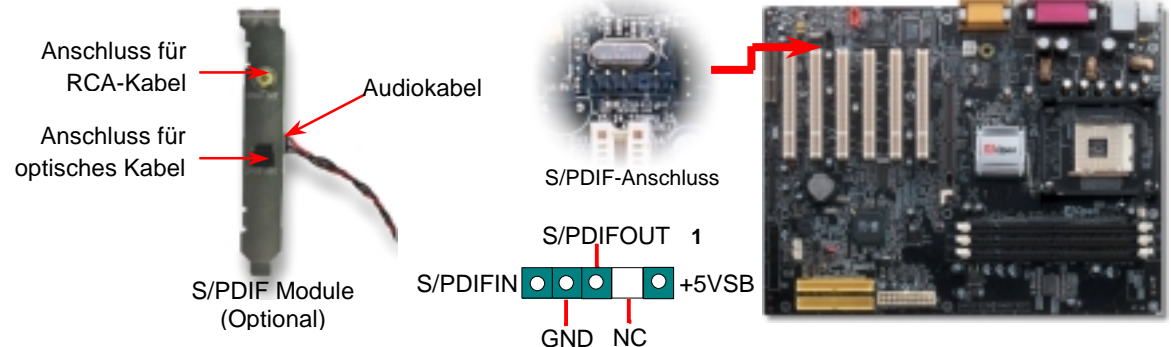 Anschluss für
RCA-Kabel
Audiokabel
Anschluss für
optisches Kabel
S/PDIF Module
(Optional)
S/PDIF-Anschluss
S/PDIFOUT 1
S/PDIFIN
+5VSB
GND NC